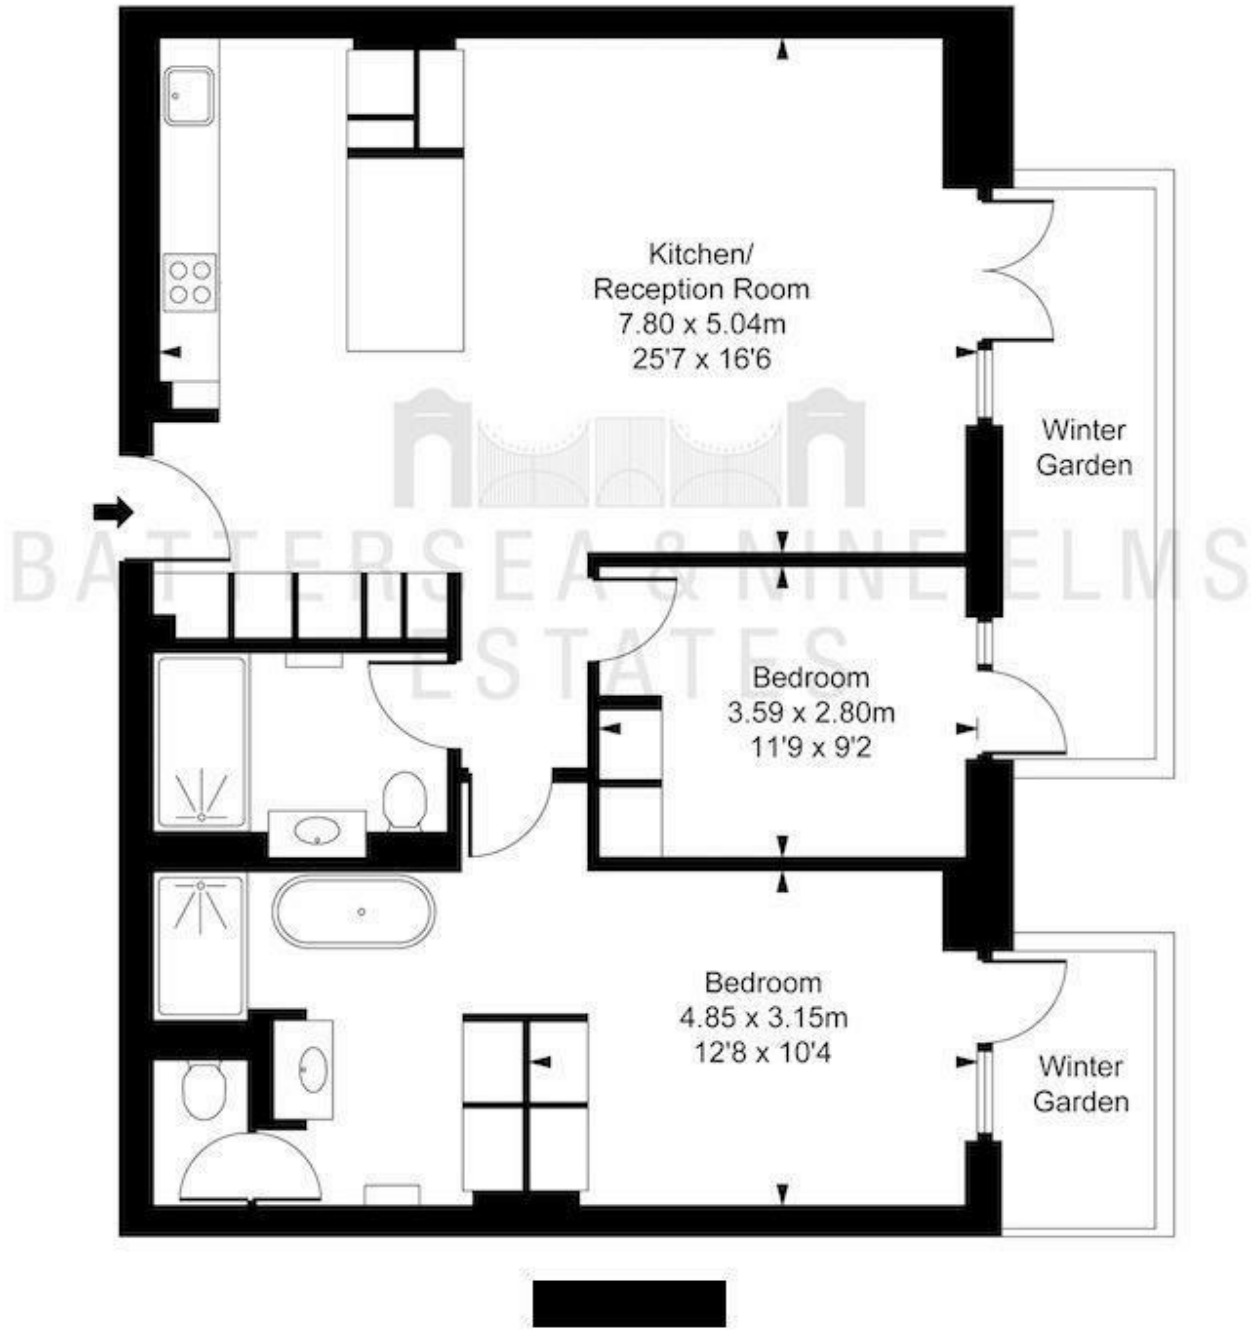 Kitchen/
Reception Room
7.80 x 5.04m
25'7 x 16'6
Winter
Garden
BATTERSEA & NINE ELMS
ESTATES
Bedroom
3.59 x 2.80m
11'9 x 9'2
Bedroom
4.85 x 3.15m
12'8 x 10'4
Winter
Garden